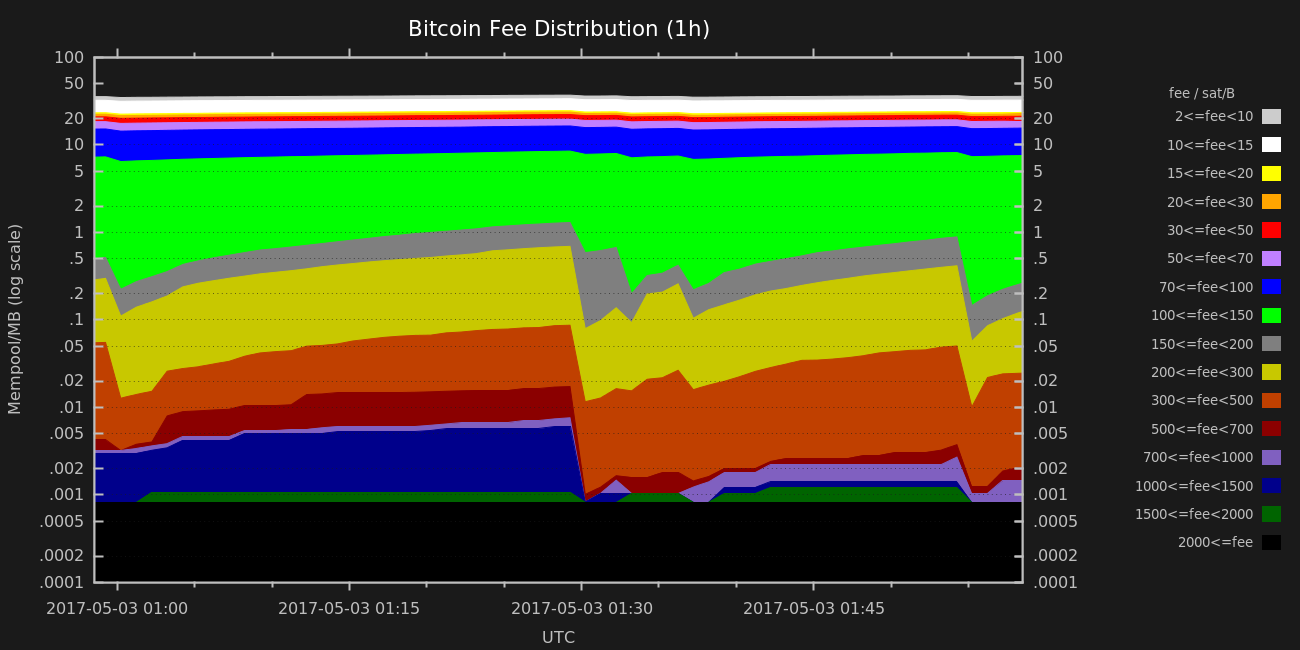 Bitcoin Fee Distribution (1h)
Mempool/MB (log scale)
100
50
20
10
5
2
1
.5
.2
.1
.05
.02
.01
.005
.002
.001
.0005
.0002
.0001
100
50
20
10
5
2
1
.5
.2
.1
.05
.02
.01
.005
.002
.001
.0005
.0002
.0001
2017-05-03 01:00
2017-05-03 01:15
2017-05-03 01:30
2017-05-03 01:45
UTC
fee / sat/B
2<=fee<10
10<=fee<15
15<=fee<20
20<=fee<30
30<=fee<50
50<=fee<70
70<=fee<100
100<=fee<150
150<=fee<200
200<=fee<300
300<=fee<500
500<=fee<700
700<=fee<1000
1000<=fee<1500
1500<=fee<2000
2000<=fee